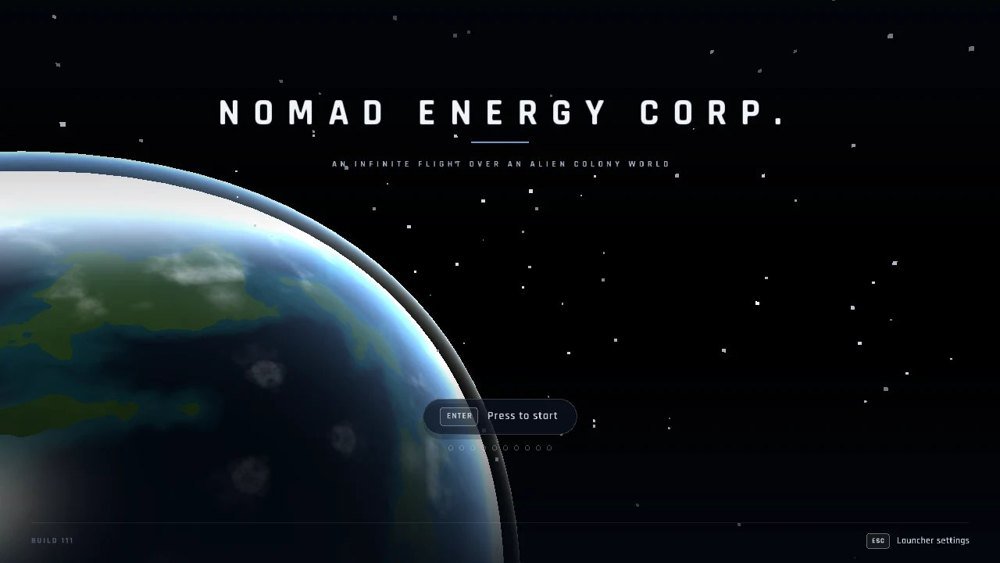 NOMAD ENERGY CORP.
AN INFINITE FLIGHT OVER AN ALIEN COLONY WORLD
ENTER Press to start
BUILD 111
ESC Launcher settings